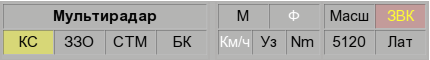 Мультирадар М Ф Масш ЗВК
КС ЗЗО СТМ БК Км/ч Уз Nm 5120 Лат